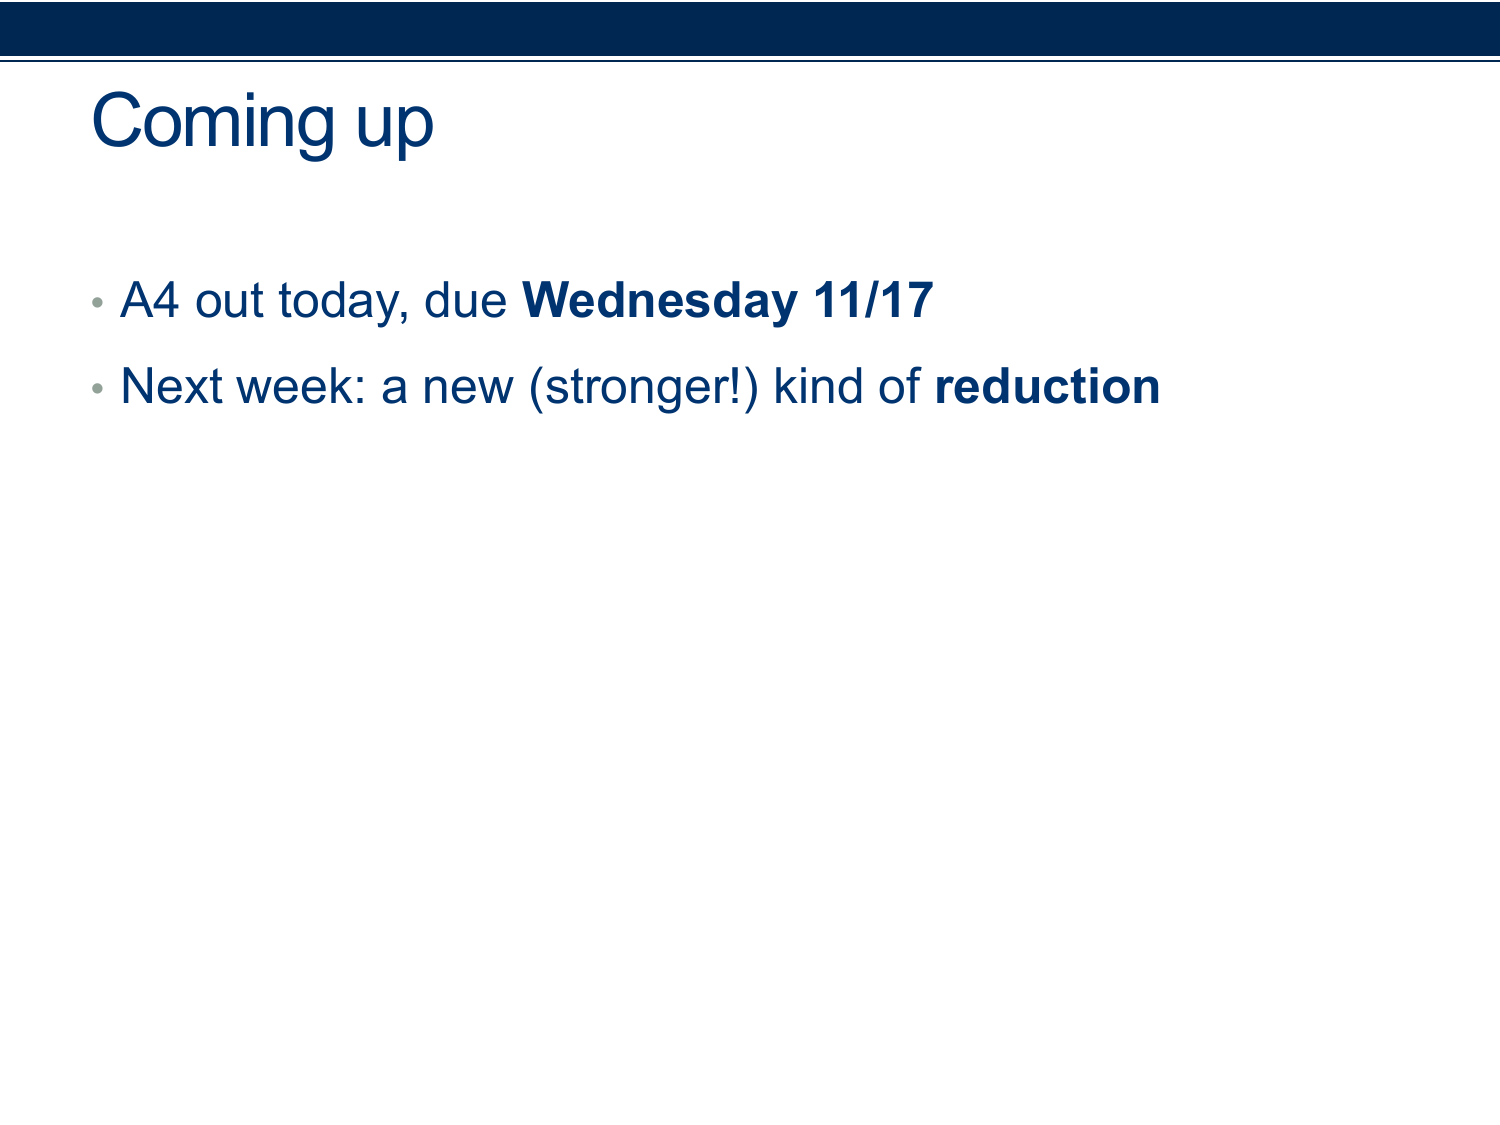 Coming up
• A4 out today, due Wednesday 11/17
• Next week: a new (stronger!) kind of reduction